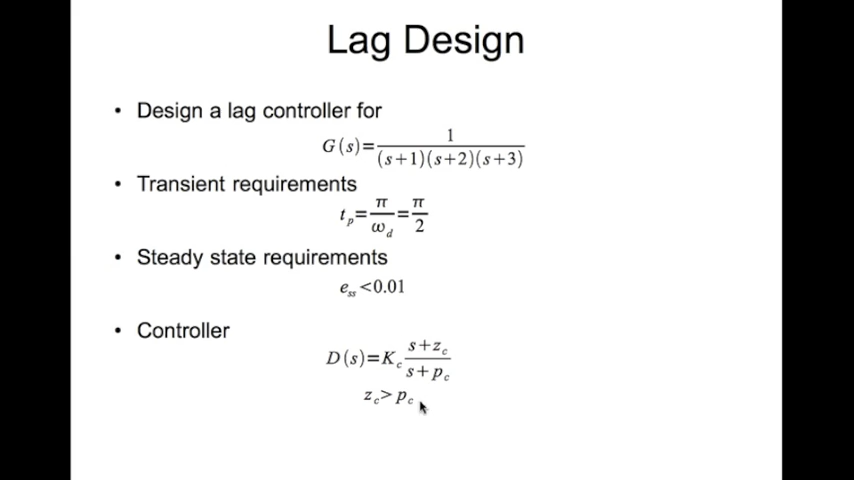 Lag Design
• Design a lag controller for
G(s)=1/((s+1)(s+2)(s+3))
• Transient requirements
t_p=π/ω_d=π/2
• Steady state requirements
e_ss<0.01
• Controller
D(s)=K_c (s+z_c)/(s+p_c)
z_c>p_c